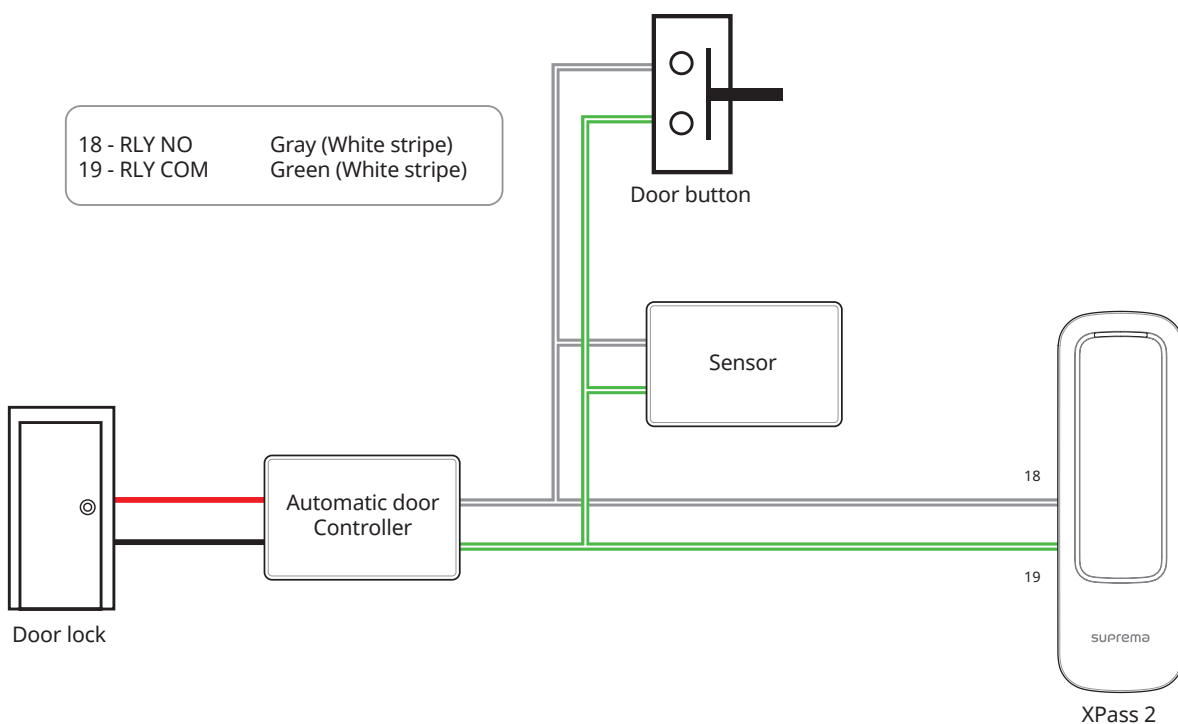 18 - RLY NO Gray (White stripe)
19 - RLY COM Green (White stripe)
Door button
Sensor
18
Automatic door
Controller
19
Door lock
suprema
XPass 2